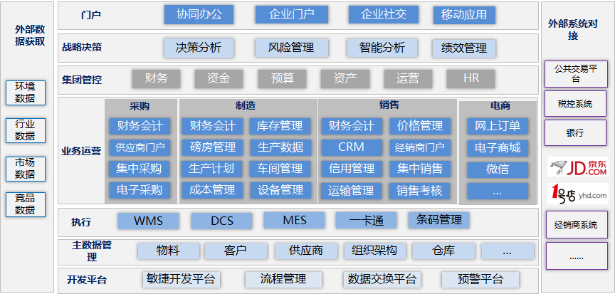 外部数
据获取
环境
数据
行业
数据
市场
数据
竞品
数据
门户
协同办公 企业门户 企业社交 移动应用
战略决策
决策分析 风险管理 智能分析 绩效管理
集团管控
财务 资金 预算 资产 运营 HR
业务运营
采购
财务会计
供应商门户
集中采购
电子采购
制造
财务会计 库存管理
磅房管理 生产数据
生产计划 车间管理
成本管理 设备管理
销售
财务会计 价格管理
CRM 经销商门户
信用管理 集中销售
运输管理 销售考核
电商
网上订单
电子商城
微信
...
执行
WMS DCS MES 一卡通 条码管理
主数据管
理
物料 客户 供应商 组织架构 仓库 ...
开发平台
敏捷开发平台 流程管理 数据交换平台 预警平台
外部系统对
接
公共交易平
台
税控系统
银行
京东
JD.COM
1号店 yhd.com
经销商系统
......